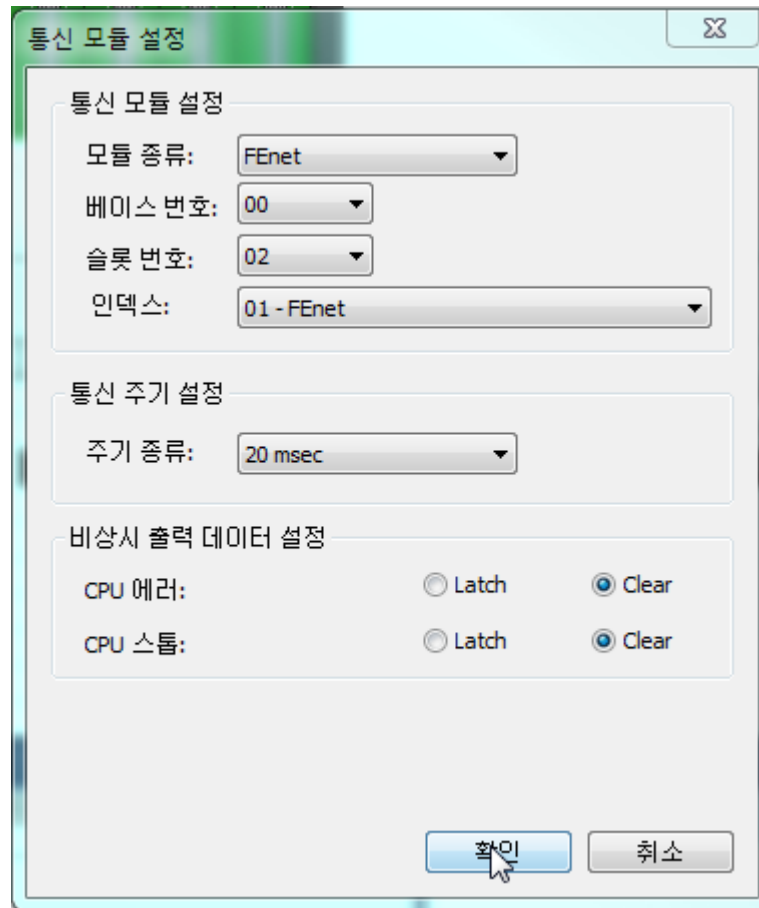 통신 모듈 설정
통신 모듈 설정
모듈 종류: FEnet
베이스 번호: 00
슬롯 번호: 02
인덱스: 01 - FEnet
통신 주기 설정
주기 종류: 20 msec
비상시 출력 데이터 설정
CPU 에러: Latch Clear
CPU 스톱: Latch Clear
확인 취소